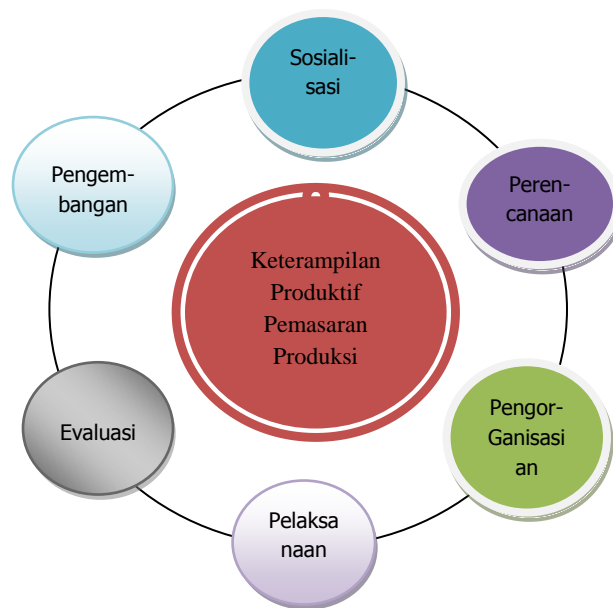 Sosiali-
sasi
Peren-
canaan
Pengor-
Ganisasi
an
Pelaksa
naan
Evaluasi
Pengem-
bangan
Keterampilan
Produktif
Pemasaran
Produksi